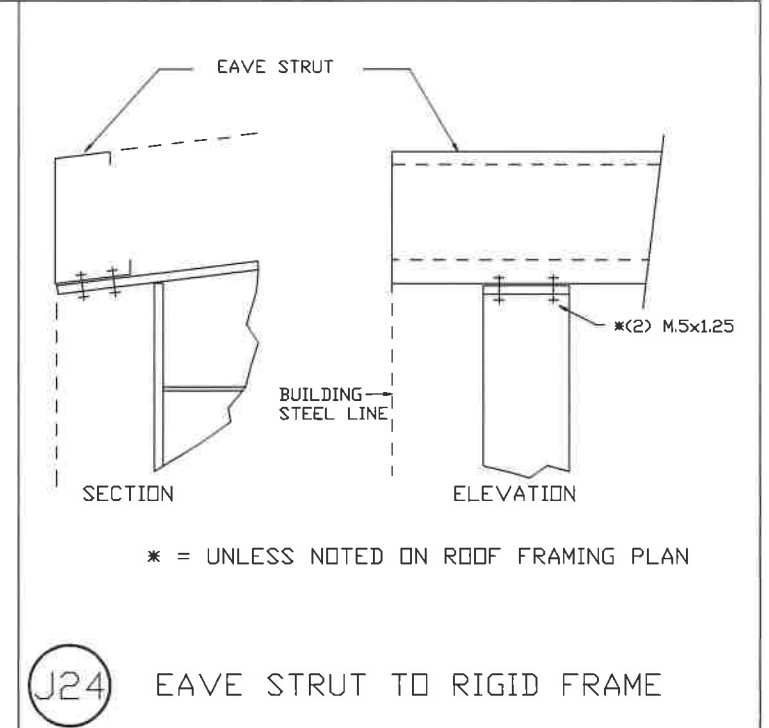 EAVE STRUT
*(2) M.5x1.25
BUILDING
STEEL LINE
SECTION
ELEVATION
* = UNLESS NOTED ON ROOF FRAMING PLAN
J24 EAVE STRUT TO RIGID FRAME